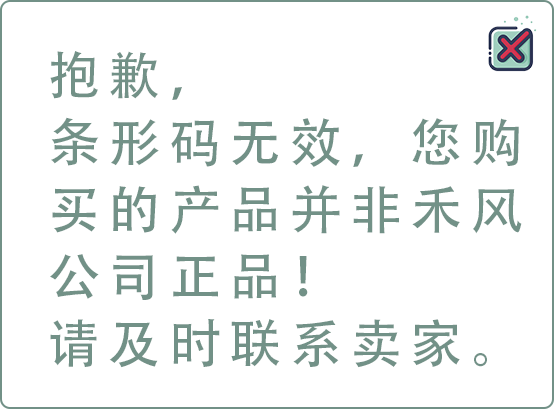 抱歉，
条形码无效，您购
买的产品并非禾风
公司正品！
请及时联系卖家。